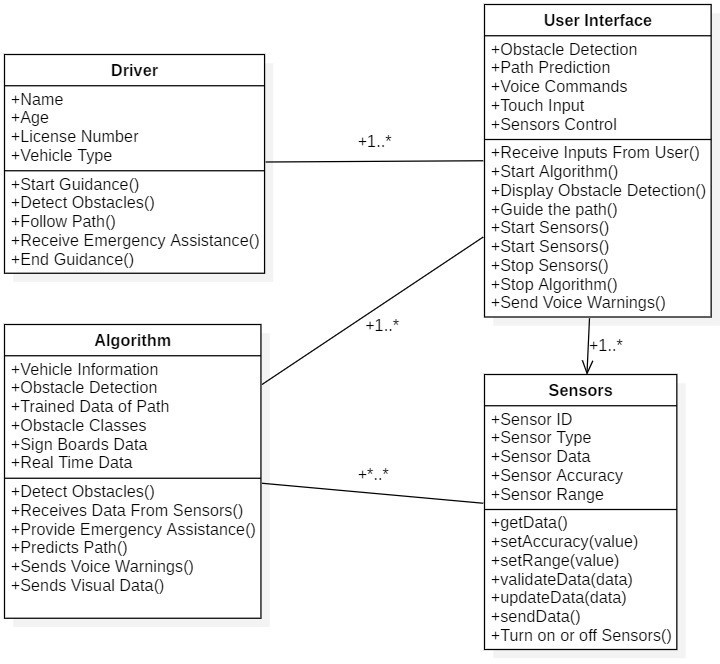 Driver
+Name
+Age
+License Number
+Vehicle Type
+Start Guidance()
+Detect Obstacles()
+Follow Path()
+Receive Emergency Assistance()
+End Guidance()
+1..*
User Interface
+Obstacle Detection
+Path Prediction
+Voice Commands
+Touch Input
+Sensors Control
+Receive Inputs From User()
+Start Algorithm()
+Display Obstacle Detection()
+Guide the path()
+Start Sensors()
+Start Sensors()
+Stop Sensors()
+Stop Algorithm()
+Send Voice Warnings()
+1..*
+1..*
Algorithm
+Vehicle Information
+Obstacle Detection
+Trained Data of Path
+Obstacle Classes
+Sign Boards Data
+Real Time Data
+Detect Obstacles()
+Receives Data From Sensors()
+Provide Emergency Assistance()
+Predicts Path()
+Sends Voice Warnings()
+Sends Visual Data()
+*..*
Sensors
+Sensor ID
+Sensor Type
+Sensor Data
+Sensor Accuracy
+Sensor Range
+getData()
+setAccuracy(value)
+setRange(value)
+validateData(data)
+updateData(data)
+sendData()
+Turn on or off Sensors()